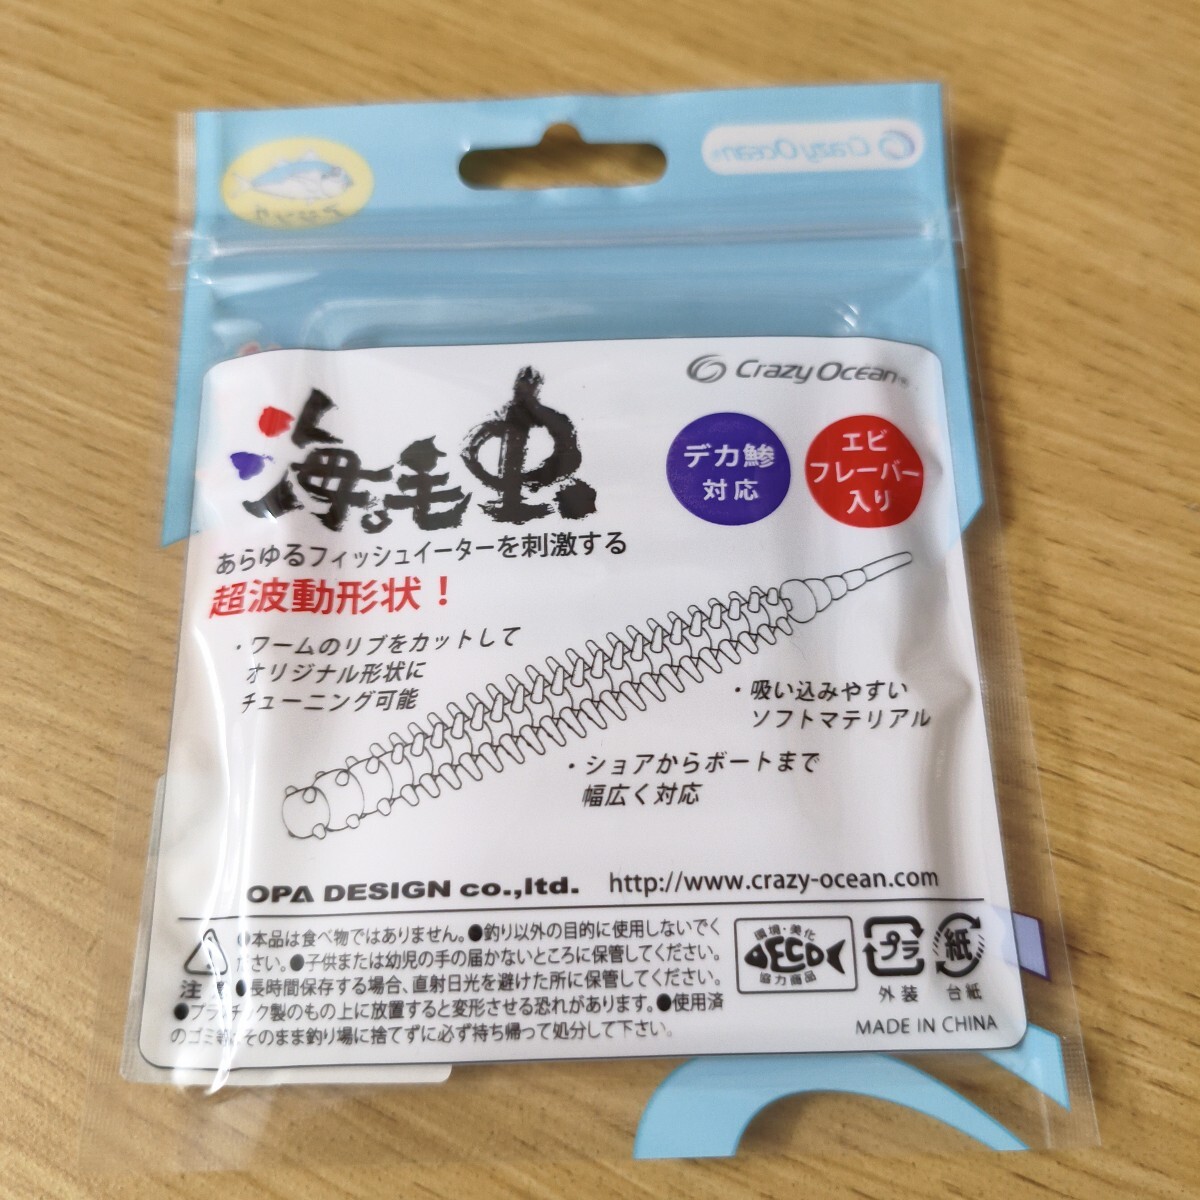 Crazy Ocean
海毛虫
Crazy Ocean®
デカ鯵
対応
エビ
フレーバー
入り
あらゆるフィッシュイーターを刺激する
超波動形状！
・ワームのリブをカットして
オリジナル形状に
チューニング可能
・吸い込みやすい
ソフトマテリアル
・ショアからボートまで
幅広く対応
OPA DESIGN co.,ltd. http://www.crazy-ocean.com
●本品は食べ物ではありません。●釣り以外の目的に使用しないでく
ださい。●子供または幼児の手の届かないところに保管してください。
注意 ●長時間保存する場合、直射日光を避けた所に保管してください。
●プラスチック製のもの上に放置すると変形させる恐れがあります。●使用済
のゴミ等はそのまま釣り場に捨てずに必ず持ち帰って処分して下さい。
環境・美化
ECO
協力商品
プラ
外装
紙
台紙
MADE IN CHINA